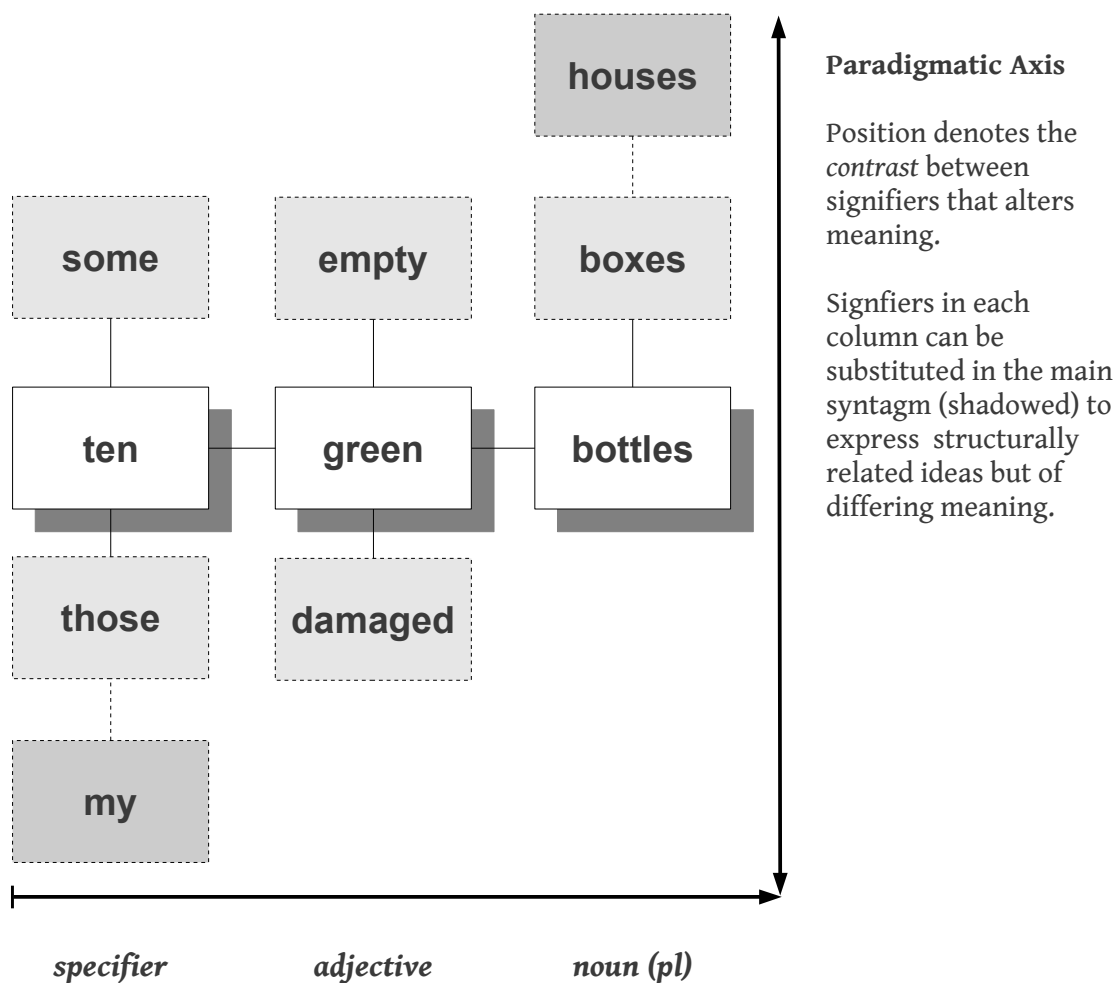 houses
some
empty
boxes
ten
green
bottles
those
damaged
my
specifier
adjective
noun (pl)
Paradigmatic Axis
Position denotes the
contrast between
signifiers that alters
meaning.
Signfiers in each
column can be
substituted in the main
syntagm (shadowed) to
express  structurally
related ideas but of
differing meaning.